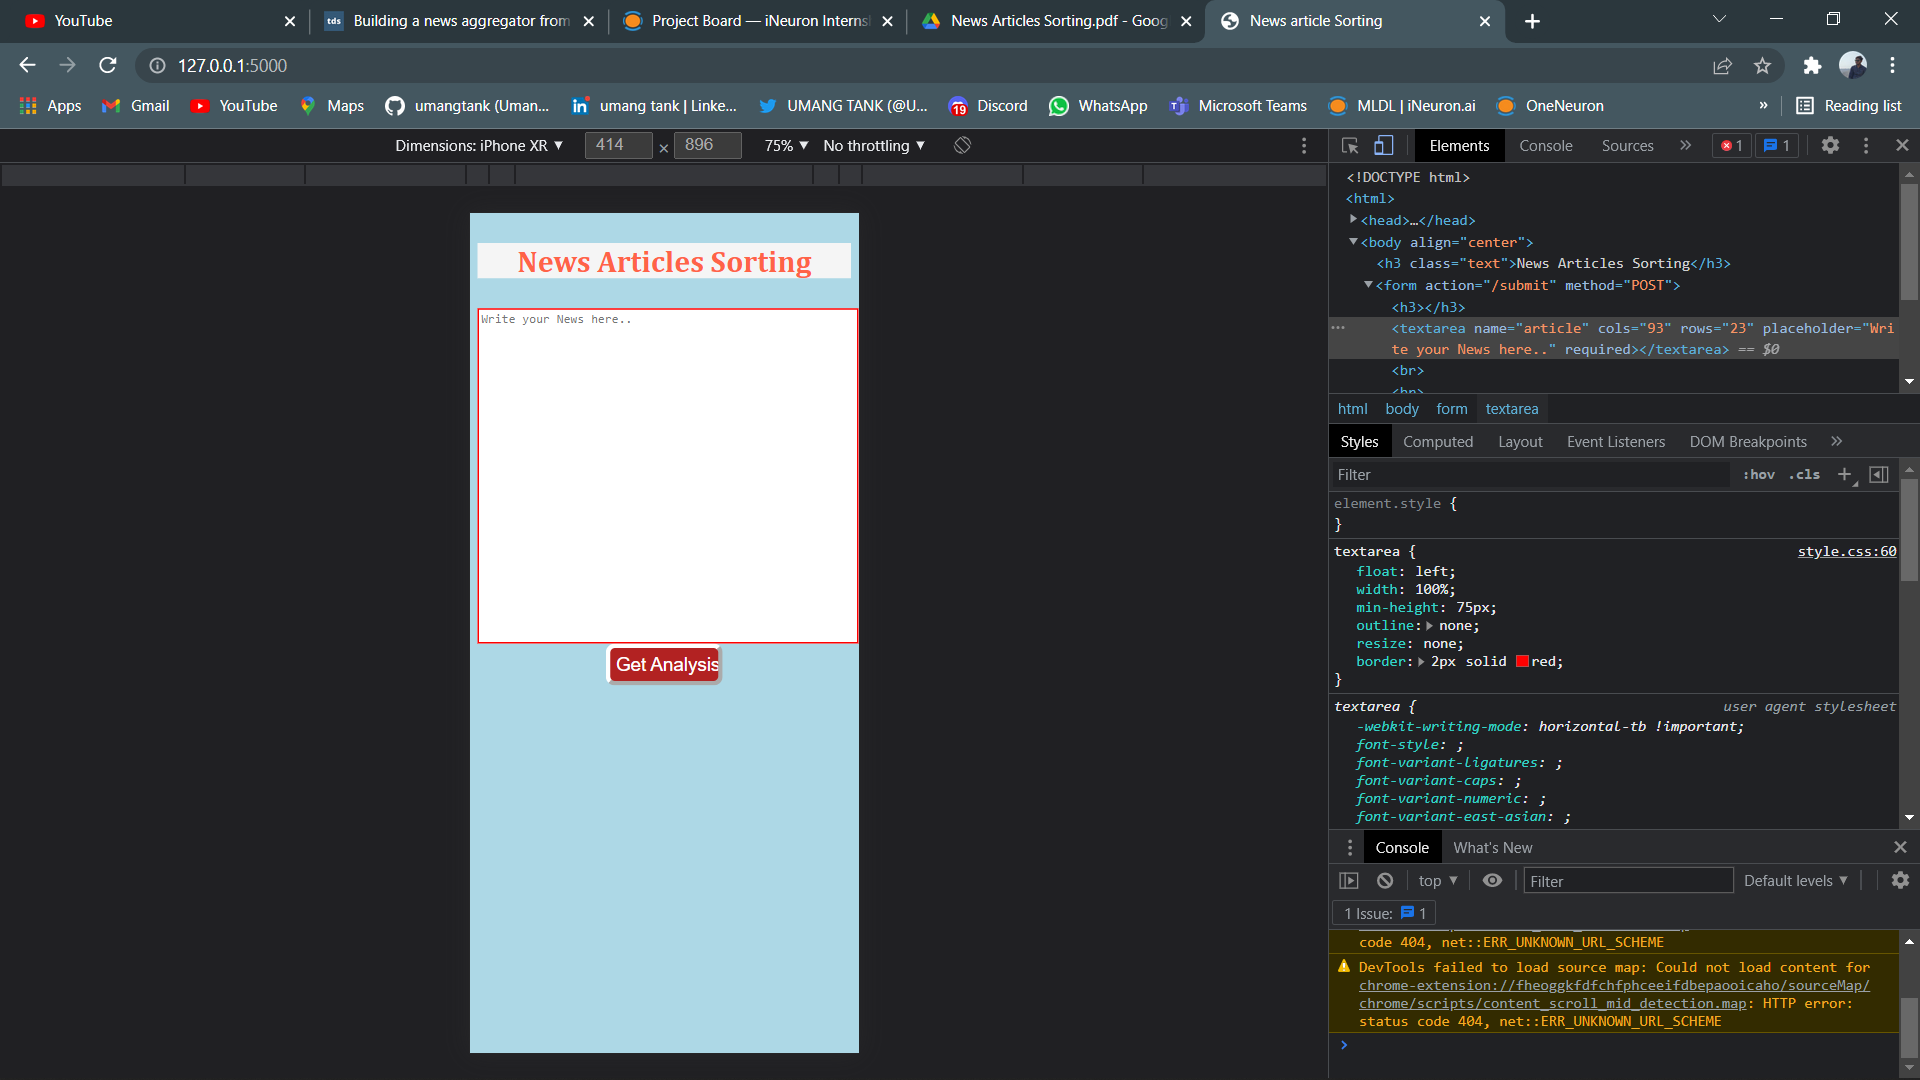 YouTube
tds Building a news aggregator from
Project Board — iNeuron Interns
News Articles Sorting.pdf - Goog
News article Sorting
127.0.0.1:5000
Apps Gmail YouTube Maps umangtank (Uman... umang tank | Linke... UMANG TANK (@U... 19 Discord WhatsApp Microsoft Teams MLDL | iNeuron.ai OneNeuron » Reading list
Dimensions: iPhone XR ▼ 414 × 896 75% ▼ No throttling ▼
Elements Console Sources » 1 1
News Articles Sorting
Write your News here..
Get Analysis
<!DOCTYPE html>
<html>
<head>…</head>
<body align="center">
<h3 class="text">News Articles Sorting</h3>
<form action="/submit" method="POST">
<h3></h3>
<textarea name="article" cols="93" rows="23" placeholder="Wri
te your News here.." required></textarea> == $0
<br>
<br>
html body form textarea
Styles Computed Layout Event Listeners DOM Breakpoints »
Filter :hov .cls +
element.style {
}
textarea { style.css:60
float: left;
width: 100%;
min-height: 75px;
outline: none;
resize: none;
border: 2px solid red;
}
textarea { user agent stylesheet
-webkit-writing-mode: horizontal-tb !important;
font-style: ;
font-variant-ligatures: ;
font-variant-caps: ;
font-variant-numeric: ;
font-variant-east-asian: ;
Console What's New
top ▼ Filter Default levels ▼
1 Issue: 1
code 404, net::ERR_UNKNOWN_URL_SCHEME
DevTools failed to load source map: Could not load content for
chrome-extension://fheoggkfdfchfphceeifdbepaooicaho/sourceMap/
chrome/scripts/content_scroll_mid_detection.map: HTTP error:
status code 404, net::ERR_UNKNOWN_URL_SCHEME